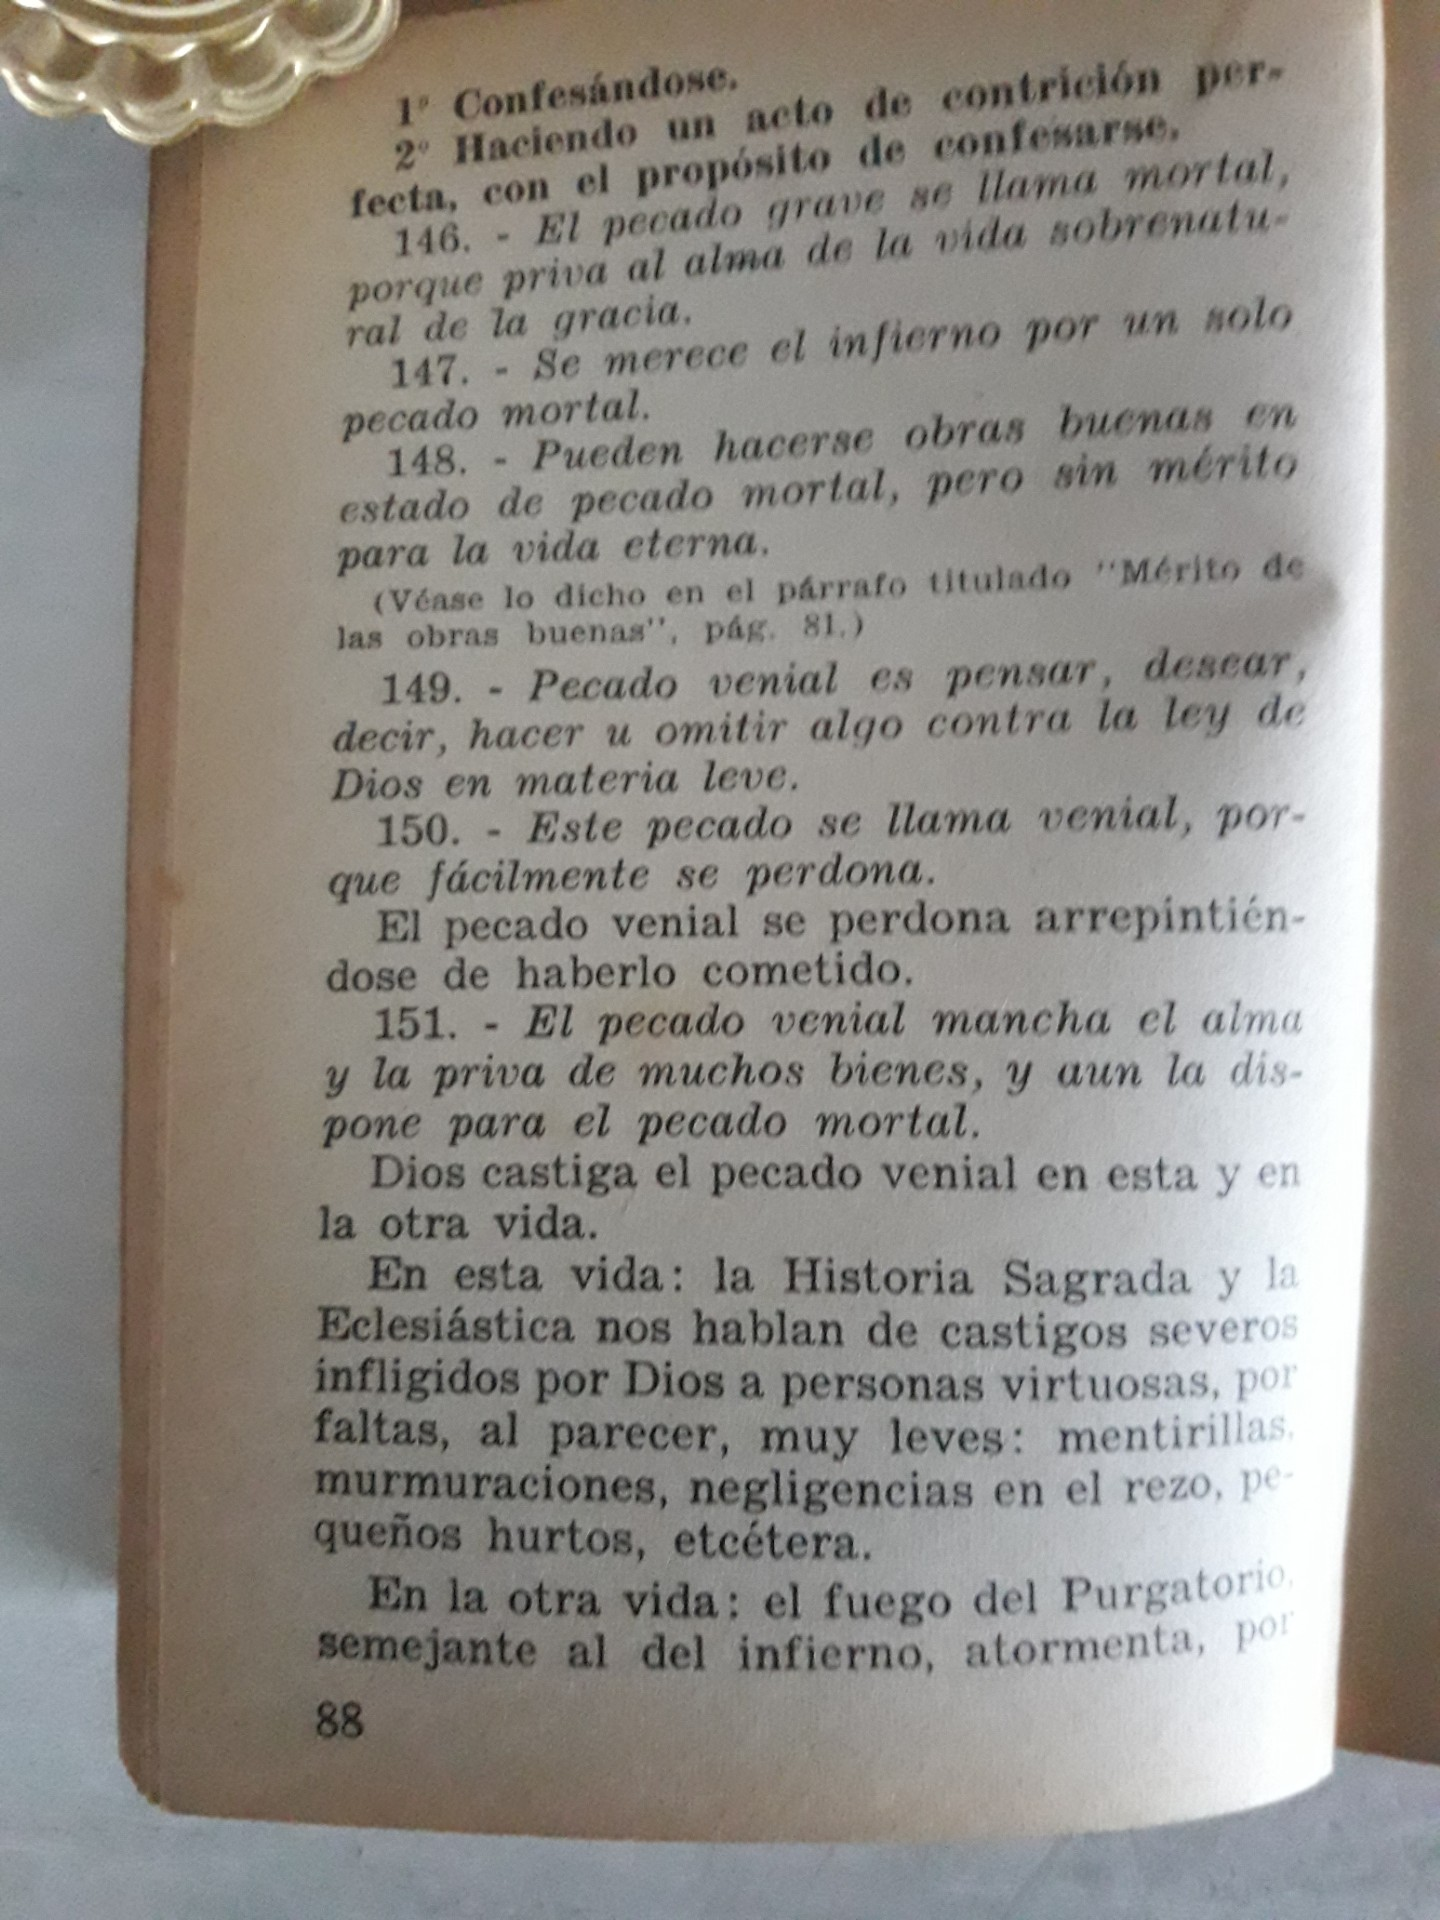 1º Confesándose.
2º Haciendo un acto de contrición per-
fecta, con el propósito de confesarse.
146. - El pecado grave se llama mortal,
porque priva al alma de la vida sobrenatu-
ral de la gracia.
147. - Se merece el infierno por un solo
pecado mortal.
148. - Pueden hacerse obras buenas en
estado de pecado mortal, pero sin mérito
para la vida eterna.
(Véase lo dicho en el párrafo titulado "Mérito de
las obras buenas", pág. 81.)
149. - Pecado venial es pensar, desear,
decir, hacer u omitir algo contra la ley de
Dios en materia leve.
150. - Este pecado se llama venial, por-
que fácilmente se perdona.
El pecado venial se perdona arrepintién-
dose de haberlo cometido.
151. - El pecado venial mancha el alma
y la priva de muchos bienes, y aun la dis-
pone para el pecado mortal.
Dios castiga el pecado venial en esta y en
la otra vida.
En esta vida: la Historia Sagrada y la
Eclesiástica nos hablan de castigos severos
infligidos por Dios a personas virtuosas, por
faltas, al parecer, muy leves: mentirillas,
murmuraciones, negligencias en el rezo, pe-
queños hurtos, etcétera.
En la otra vida: el fuego del Purgatorio,
semejante al del infierno, atormenta, por
88